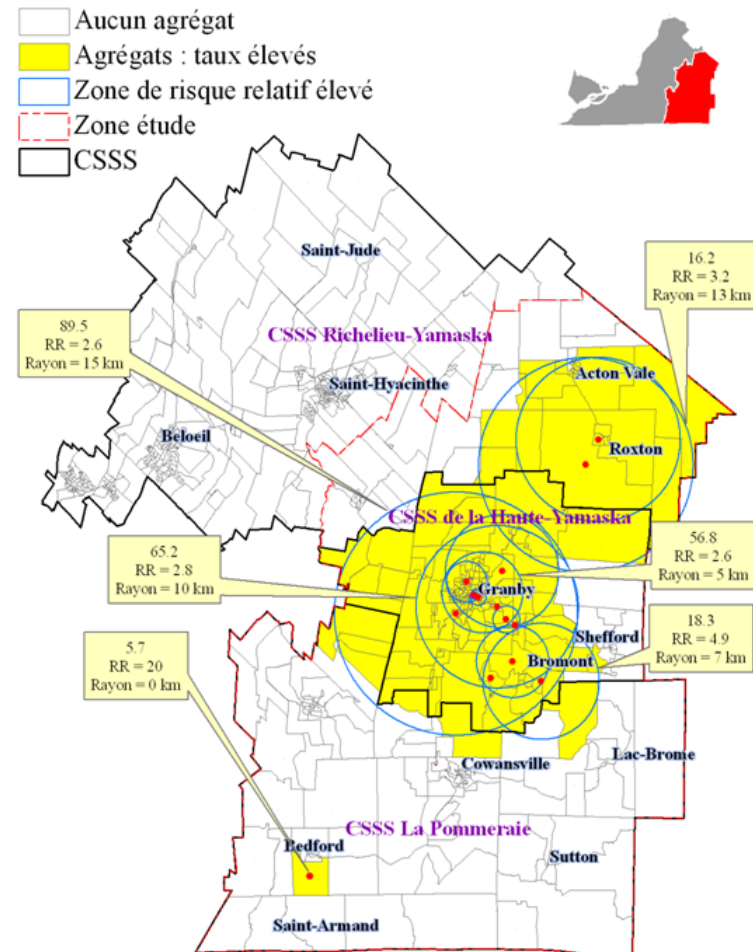 Aucun agrégat
Agrégats : taux élevés
Zone de risque relatif élevé
Zone étude
CSSS
Saint-Jude
16.2
RR = 3.2
Rayon = 13 km
89.5
RR = 2.6
Rayon = 15 km
CSSS Richelieu-Yamaska
Saint-Hyacinthe
Acton Vale
Beloeil
Roxton
CSSS de la Haute-Yamaska
65.2
RR = 2.8
Rayon = 10 km
56.8
RR = 2.6
Rayon = 5 km
Granby
18.3
RR = 4.9
Rayon = 7 km
Shefford
Bromont
5.7
RR = 20
Rayon = 0 km
Lac-Brome
Cowansville
CSSS La Pommeraie
Bedford
Sutton
Saint-Armand